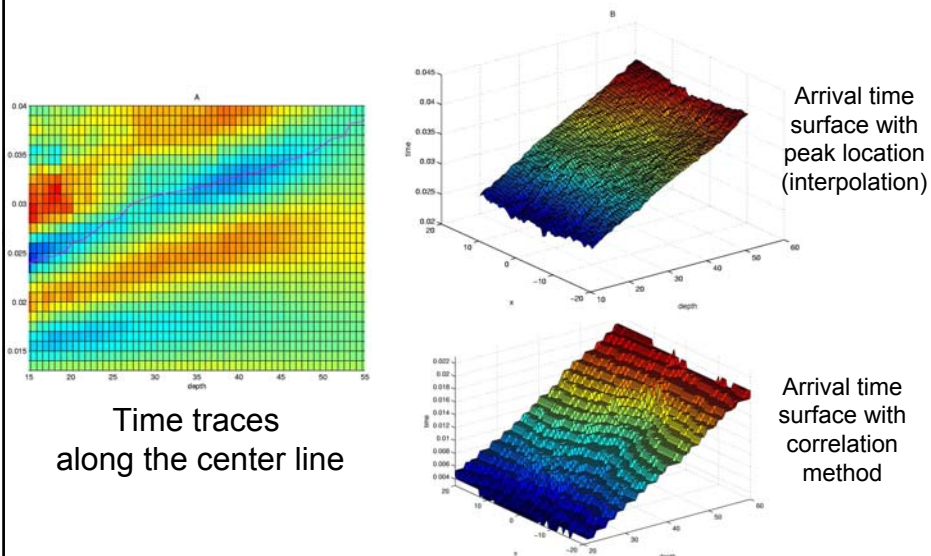 A
0.04
0.035
0.03
0.025
0.02
0.015
15 20 25 30 35 40 45 50 55
depth
Time traces
along the center line
B
0.045
0.04
0.035
0.03
0.025
0.02
time
20 10 0 -10 -20
x
10 20 30 40 50 60
depth
Arrival time
surface with
peak location
(interpolation)
0.022
0.02
0.018
0.016
0.014
0.012
0.01
0.008
0.006
0.004
time
20 10 0 -10 -20
x
20 30 40 50 60
depth
Arrival time
surface with
correlation
method